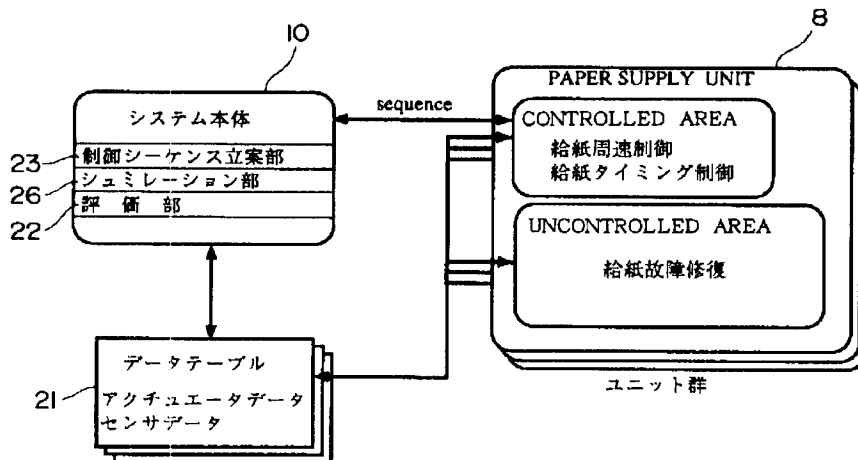 10
システム本体
23
制御シーケンス立案部
26
シュミレーション部
22
評価部
sequence
8
PAPER SUPPLY UNIT
CONTROLLED AREA
給紙周速制御
給紙タイミング制御
UNCONTROLLED AREA
給紙故障修復
ユニット群
21
データテーブル
アクチュエータデータ
センサデータ